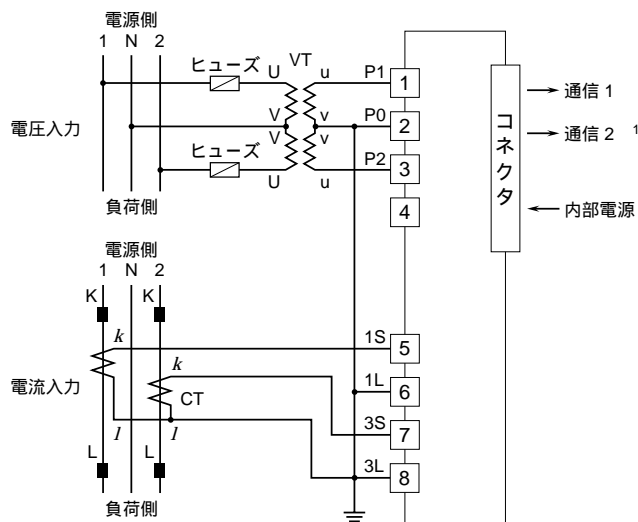 電源側
1 N 2
ヒューズ
U
VT
u
P1
1
電圧入力
V
v
P0
2
V
v
ヒューズ
U
u
P2
3
4
負荷側
コネクタ
通信 1
通信 2 1
内部電源
電源側
1 N 2
K
K
k
1S
5
k
電流入力
CT
1L
6
l
l
3S
7
L
L
3L
8
負荷側